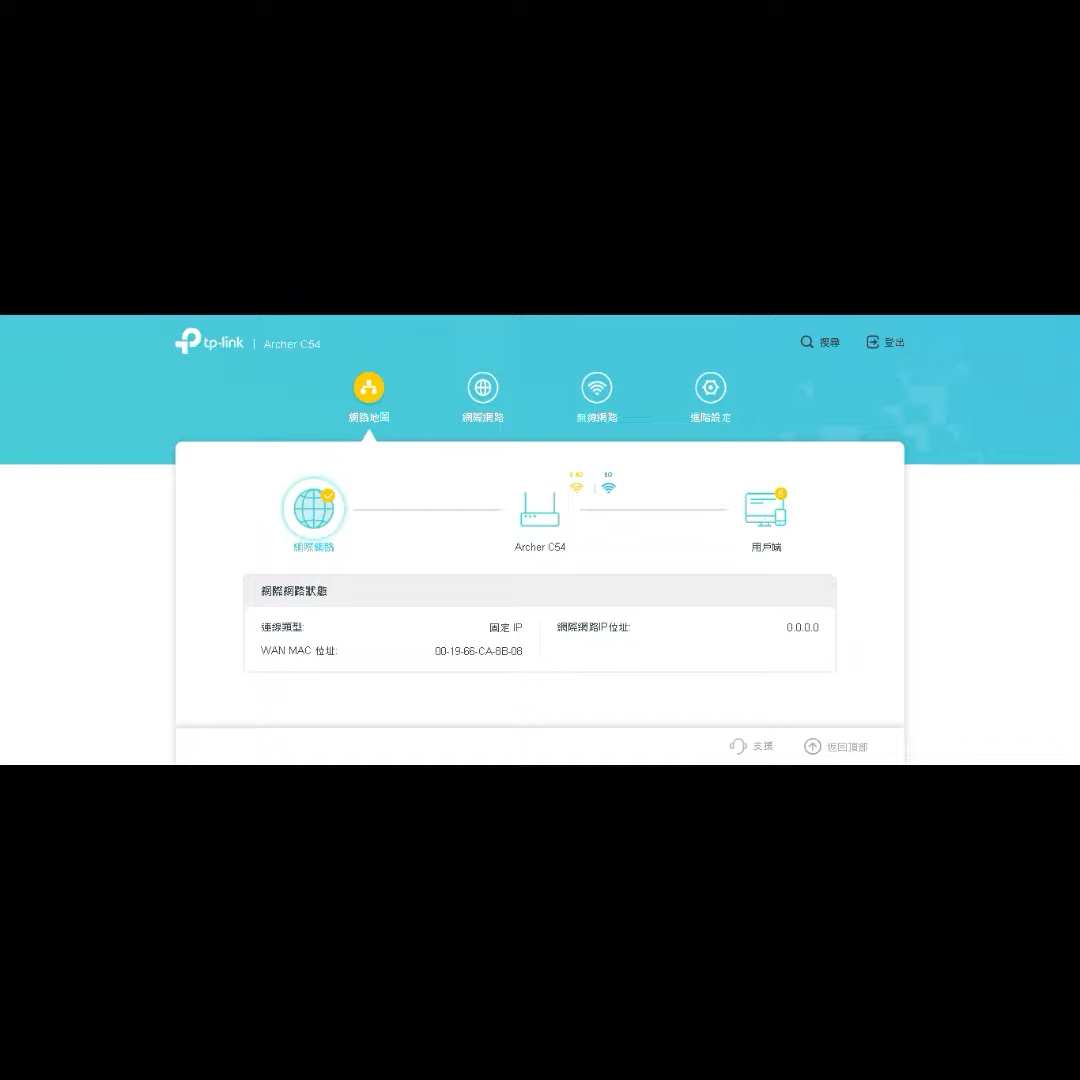 tp-link | Archer C54
搜尋
登出
網路地圖
網際網路
無線網路
進階設定
2.4G | 5G
8
網際網路
Archer C54
用戶端
網際網路狀態
連線類型: 固定 IP
網際網路IP位址: 0.0.0.0
WAN MAC 位址: 00-19-66-CA-8B-08
支援
返回頂部